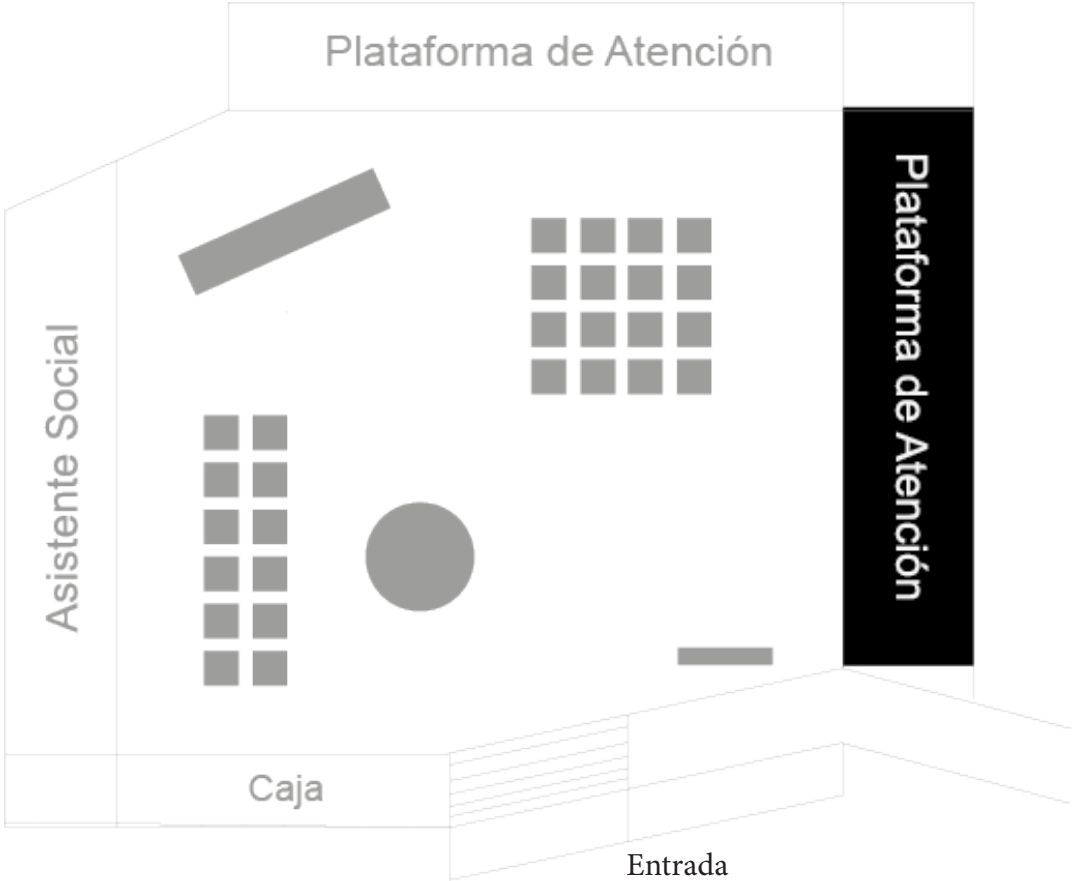 Plataforma de Atención
Plataforma de Atención
Asistente Social
Caja
Entrada